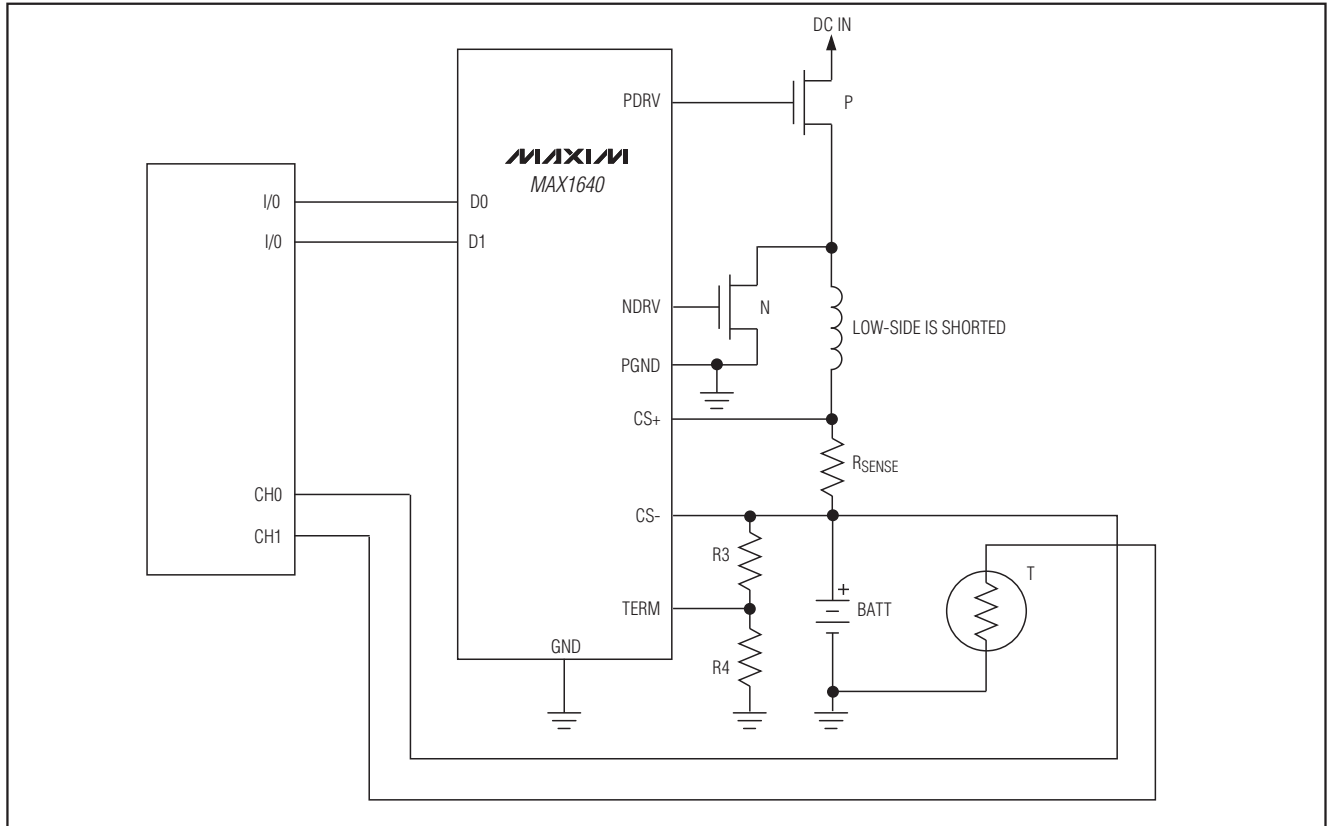 DC IN
PDRV
P
MAXIM
MAX1640
I/0
D0
I/0
D1
NDRV
N
LOW-SIDE IS SHORTED
PGND
CS+
RSENSE
CH0
CS-
CH1
R3
T
+
BATT
TERM
GND
R4